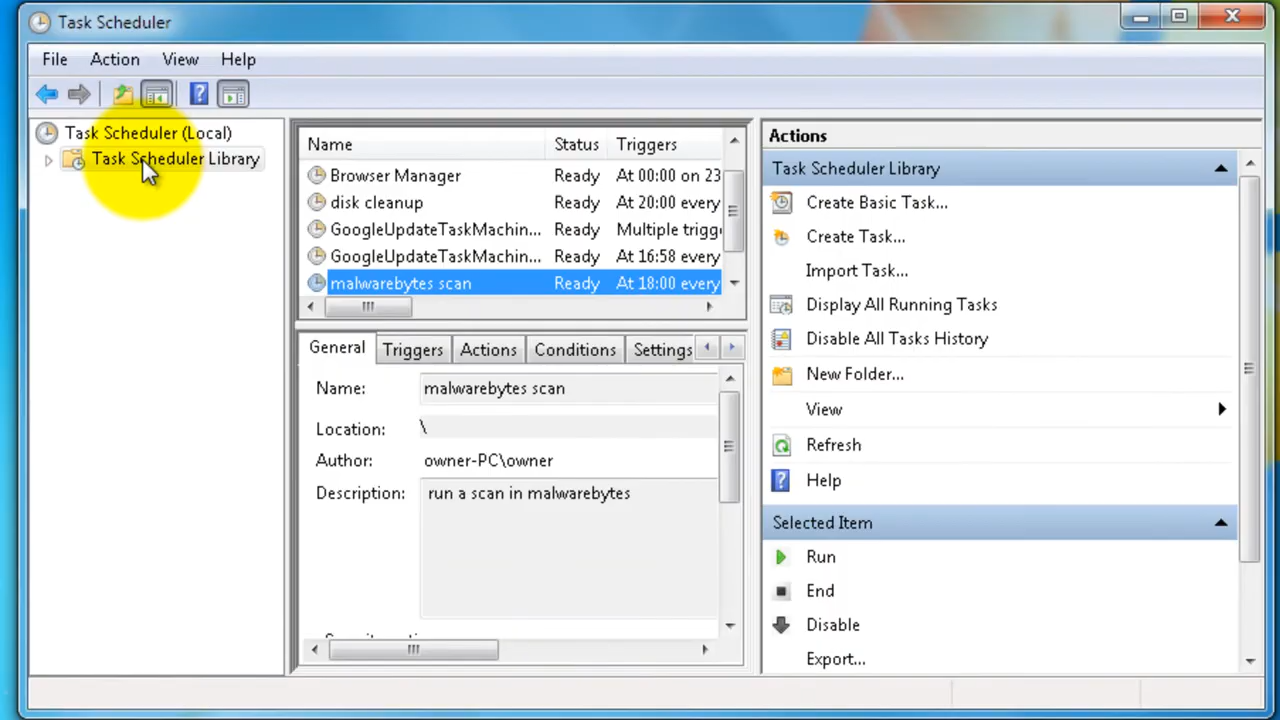 Task Scheduler
File Action View Help
Task Scheduler (Local)
Task Scheduler Library
Name Status Triggers
Browser Manager Ready At 00:00 on 23
disk cleanup Ready At 20:00 every
GoogleUpdateTaskMachin... Ready Multiple trigg
GoogleUpdateTaskMachin... Ready At 16:58 every
malwarebytes scan Ready At 18:00 every
General Triggers Actions Conditions Settings
Name: malwarebytes scan
Location: \
Author: owner-PC\owner
Description: run a scan in malwarebytes
Actions
Task Scheduler Library
Create Basic Task...
Create Task...
Import Task...
Display All Running Tasks
Disable All Tasks History
New Folder...
View
Refresh
Help
Selected Item
Run
End
Disable
Export...